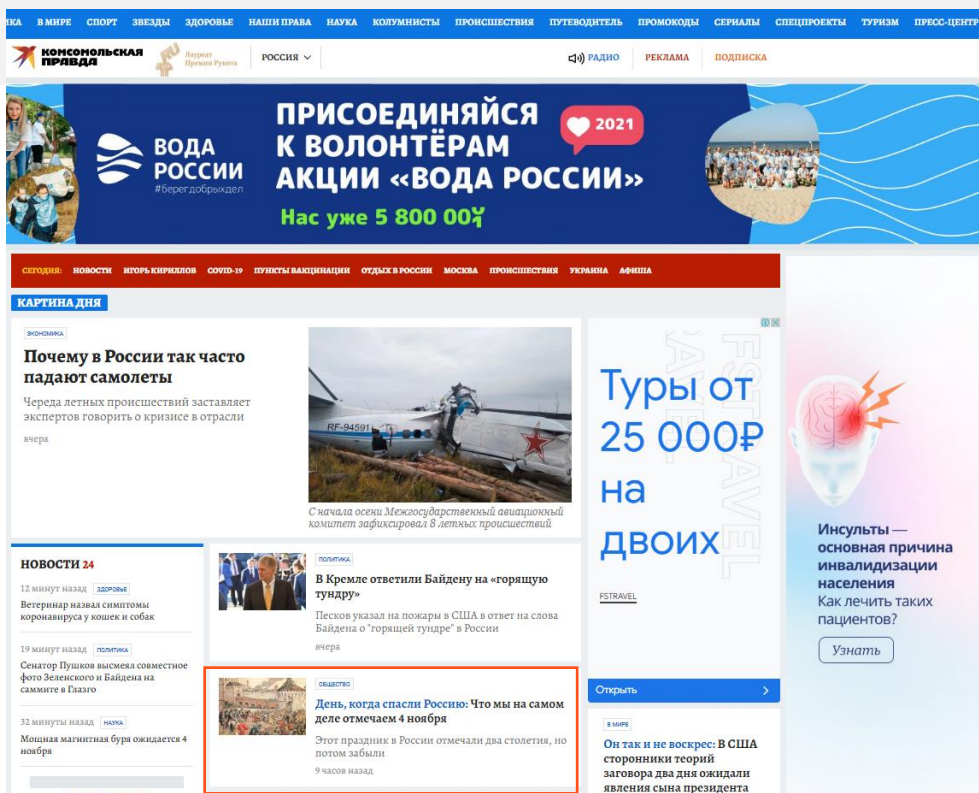 В МИРЕ СПОРТ ЗВЕЗДЫ ЗДОРОВЬЕ НАШИ ПРАВА НАУКА КОЛУМНИСТЫ ПРОИСШЕСТВИЯ ПУТЕВОДИТЕЛЬ ПРОМОКОДЫ СЕРИАЛЫ СПЕЦПРОЕКТЫ ТУРИЗМ ПРЕСС-ЦЕНТР
КОМСОМОЛЬСКАЯ
ПРАВДА
Лауреат
Премии Рунета
РОССИЯ
РАДИО РЕКЛАМА ПОДПИСКА
ВОДА
РОССИИ
#берегдобрыхдел
ПРИСОЕДИНЯЙСЯ
К ВОЛОНТЁРАМ
АКЦИИ «ВОДА РОССИИ»
2021
Нас уже 5 800 00
СЕГОДНЯ: НОВОСТИ ИГОРЬ КИРИЛЛОВ COVID-19 ПУНКТЫ ВАКЦИНАЦИИ ОТДЫХ В РОССИИ МОСКВА ПРОИСШЕСТВИЯ УКРАИНА АФИША
КАРТИНА ДНЯ
ЭКОНОМИКА
Почему в России так часто
падают самолеты
Череда летных происшествий заставляет
экспертов говорить о кризисе в отрасли
вчера
RF-94591
С начала осени Межгосударственный авиационный
комитет зафиксировал 8 летных происшествий
НОВОСТИ 24
12 минут назад ЗДОРОВЬЕ
Ветеринар назвал симптомы
коронавируса у кошек и собак
19 минут назад ПОЛИТИКА
Сенатор Пушков высмеял совместное
фото Зеленского и Байдена на
саммите в Глазго
32 минуты назад НАУКА
Мощная магнитная буря ожидается 4
ноября
ПОЛИТИКА
В Кремле ответили Байдену на «горящую
тундру»
Песков указал на пожары в США в ответ на слова
Байдена о "горящей тундре" в России
вчера
ОБЩЕСТВО
День, когда спасли Россию: Что мы на самом
деле отмечаем 4 ноября
Этот праздник в России отмечали два столетия, но
потом забыли
9 часов назад
FSTRAVEL
Туры от
25 000₽
на
двоих
FSTRAVEL
Открыть
В МИРЕ
Он так и не воскрес: В США
сторонники теорий
заговора два дня ожидали
явления сына президента
Инсульты —
основная причина
инвалидизации
населения
Как лечить таких
пациентов?
Узнать